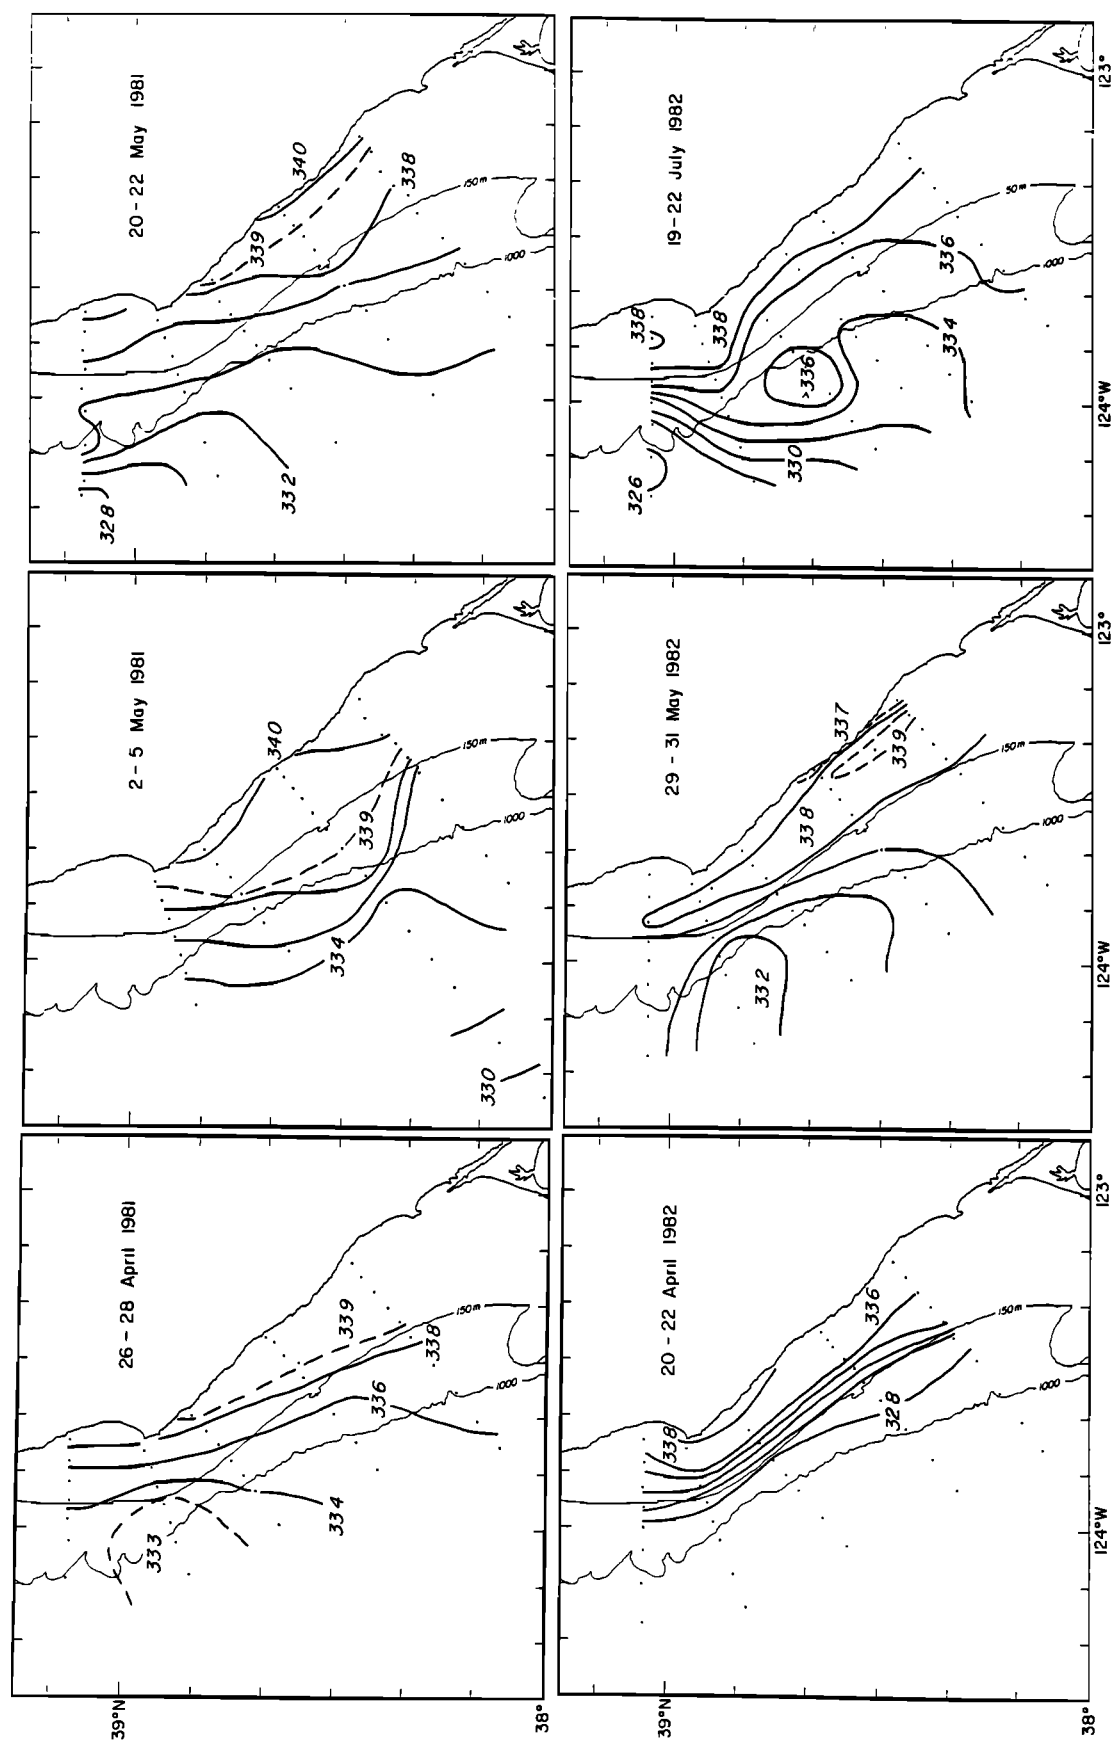 20 - 22 May 1981
340
338
339
150m
1000
332
328
19 - 22 July 1982
338
338
336
50m
1000
334
>336
330
326
123°
124°W
2 - 5 May 1981
340
339
150m
1000
334
330
29 - 31 May 1982
337
339
338
150m
1000
332
123°
124°W
26 - 28 April 1981
339
338
336
150m
1000
334
333
39°N
38°
20 - 22 April 1982
336
338
328
150m
1000
123°
124°W
39°N
38°